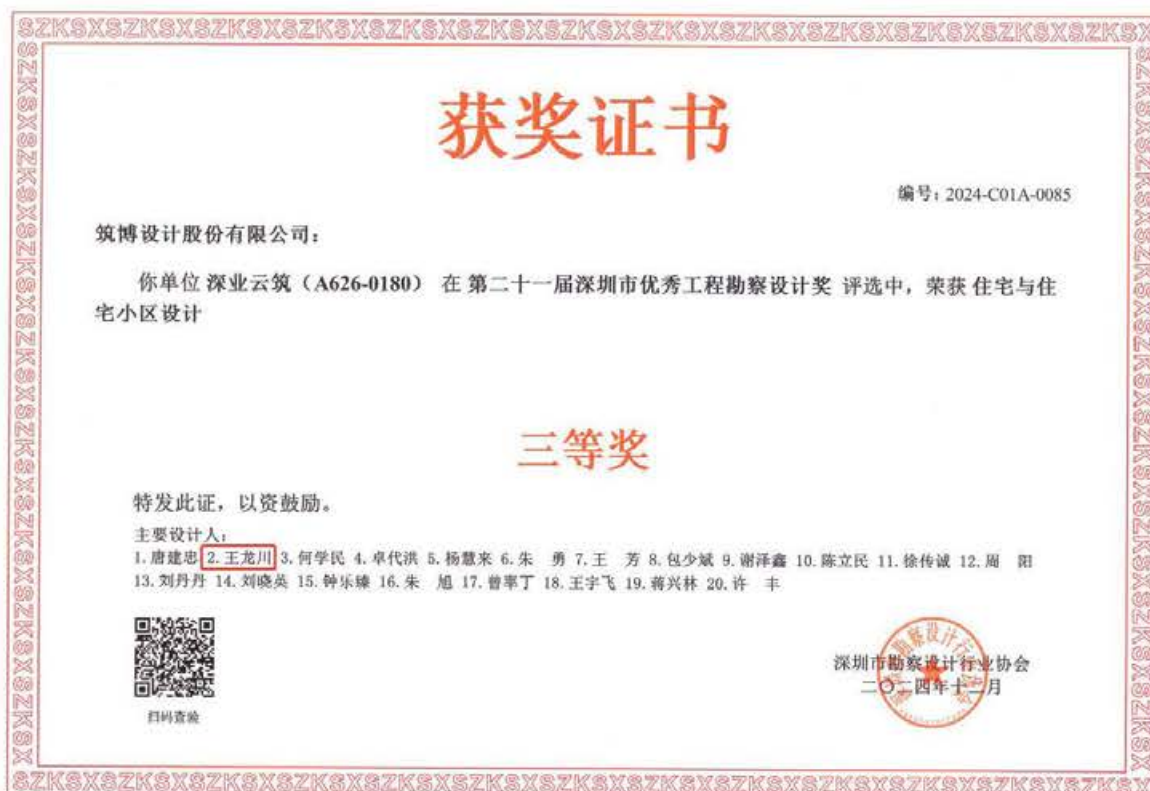 获奖证书
编号：2024-C01A-0085
筑博设计股份有限公司：
你单位 深业云筑（A626-0180） 在 第二十一届深圳市优秀工程勘察设计奖 评选中，荣获 住宅与住
宅小区设计
三等奖
特发此证，以资鼓励。
主要设计人：
1.唐建忠 2.王龙川 3.何学民 4.卓代洪 5.杨慧来 6.朱 勇 7.王 芳 8.包少斌 9.谢泽鑫 10.陈立民 11.徐传诚 12.周 阳
13.刘丹丹 14.刘晓英 15.钟乐臻 16.朱 旭 17.曾率丁 18.王宇飞 19.蒋兴林 20.许 丰
深圳市勘察设计行业协会
二〇二四年十二月
扫码查验